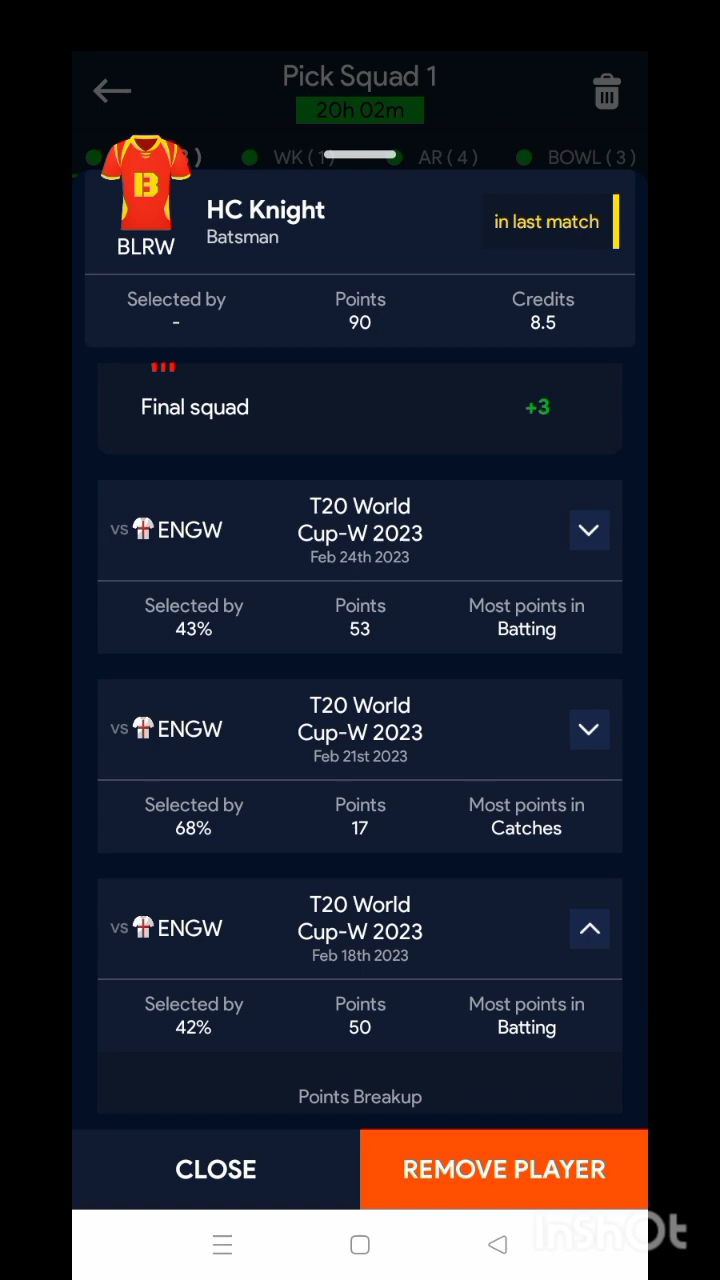 Pick Squad 1
20h 02m
WK ( 1
AR ( 4 )
BOWL ( 3 )
B
BLRW
HC Knight
Batsman
in last match
Selected by
Points
Credits
-
90
8.5
Final squad
+3
vs ENGW
T20 World
Cup-W 2023
Feb 24th 2023
Selected by
Points
Most points in
43%
53
Batting
vs ENGW
T20 World
Cup-W 2023
Feb 21st 2023
Selected by
Points
Most points in
68%
17
Catches
vs ENGW
T20 World
Cup-W 2023
Feb 18th 2023
Selected by
Points
Most points in
42%
50
Batting
Points Breakup
CLOSE
REMOVE PLAYER
InShOt